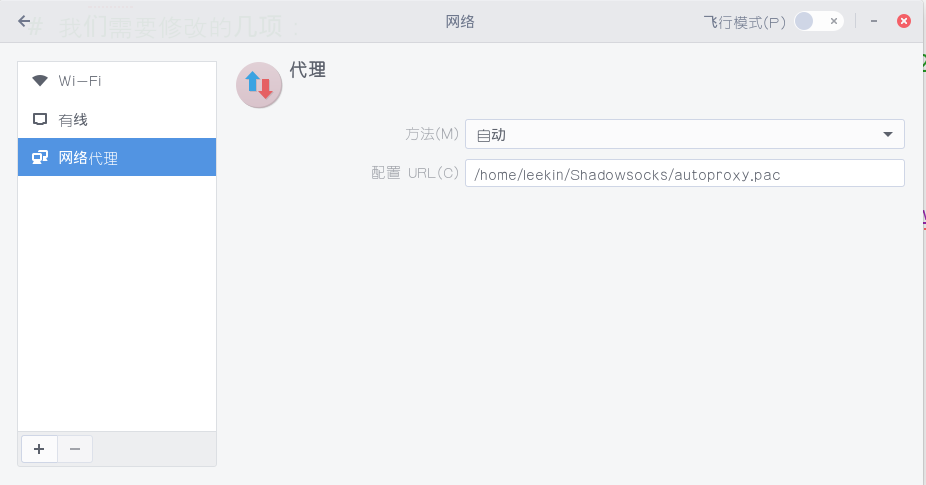 # 我们需要修改的几项
网络
飞行模式(P)
Wi-Fi
有线
网络代理
代理
方法(M)
自动
配置 URL(C)
/home/leekin/Shadowsocks/autoproxy.pac